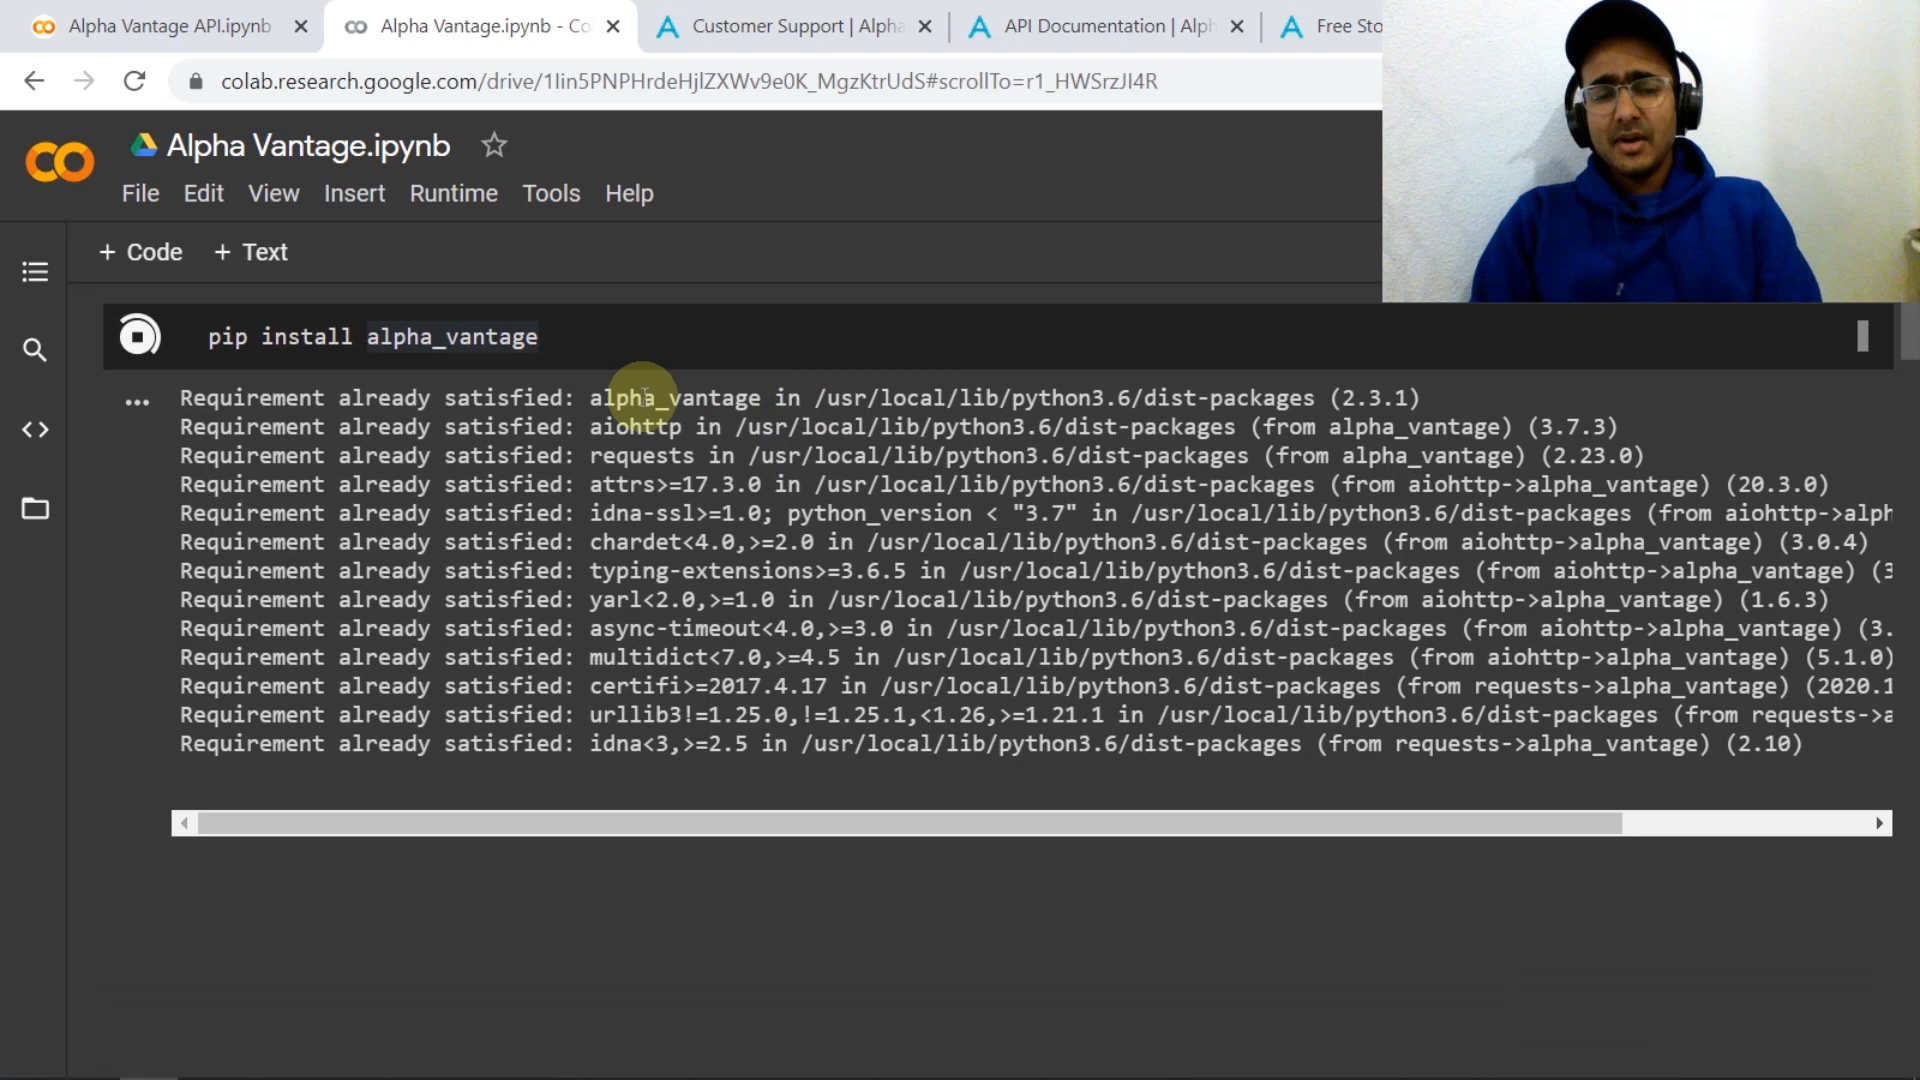 Alpha Vantage API.ipynb
Alpha Vantage.ipynb - Co
Customer Support | Alpha
API Documentation | Alph
Free Sto
colab.research.google.com/drive/1lin5PNPHrdeHjlZXWv9e0K_MgzKtrUdS#scrollTo=r1_HWSrzJI4R
CO
Alpha Vantage.ipynb
File Edit View Insert Runtime Tools Help
+ Code + Text
pip install alpha_vantage
Requirement already satisfied: alpha_vantage in /usr/local/lib/python3.6/dist-packages (2.3.1)
Requirement already satisfied: aiohttp in /usr/local/lib/python3.6/dist-packages (from alpha_vantage) (3.7.3)
Requirement already satisfied: requests in /usr/local/lib/python3.6/dist-packages (from alpha_vantage) (2.23.0)
Requirement already satisfied: attrs>=17.3.0 in /usr/local/lib/python3.6/dist-packages (from aiohttp->alpha_vantage) (20.3.0)
Requirement already satisfied: idna-ssl>=1.0; python_version < "3.7" in /usr/local/lib/python3.6/dist-packages (from aiohttp->alph
Requirement already satisfied: chardet<4.0,>=2.0 in /usr/local/lib/python3.6/dist-packages (from aiohttp->alpha_vantage) (3.0.4)
Requirement already satisfied: typing-extensions>=3.6.5 in /usr/local/lib/python3.6/dist-packages (from aiohttp->alpha_vantage) (3
Requirement already satisfied: yarl<2.0,>=1.0 in /usr/local/lib/python3.6/dist-packages (from aiohttp->alpha_vantage) (1.6.3)
Requirement already satisfied: async-timeout<4.0,>=3.0 in /usr/local/lib/python3.6/dist-packages (from aiohttp->alpha_vantage) (3.
Requirement already satisfied: multidict<7.0,>=4.5 in /usr/local/lib/python3.6/dist-packages (from aiohttp->alpha_vantage) (5.1.0)
Requirement already satisfied: certifi>=2017.4.17 in /usr/local/lib/python3.6/dist-packages (from requests->alpha_vantage) (2020.1
Requirement already satisfied: urllib3!=1.25.0,!=1.25.1,<1.26,>=1.21.1 in /usr/local/lib/python3.6/dist-packages (from requests->a
Requirement already satisfied: idna<3,>=2.5 in /usr/local/lib/python3.6/dist-packages (from requests->alpha_vantage) (2.10)